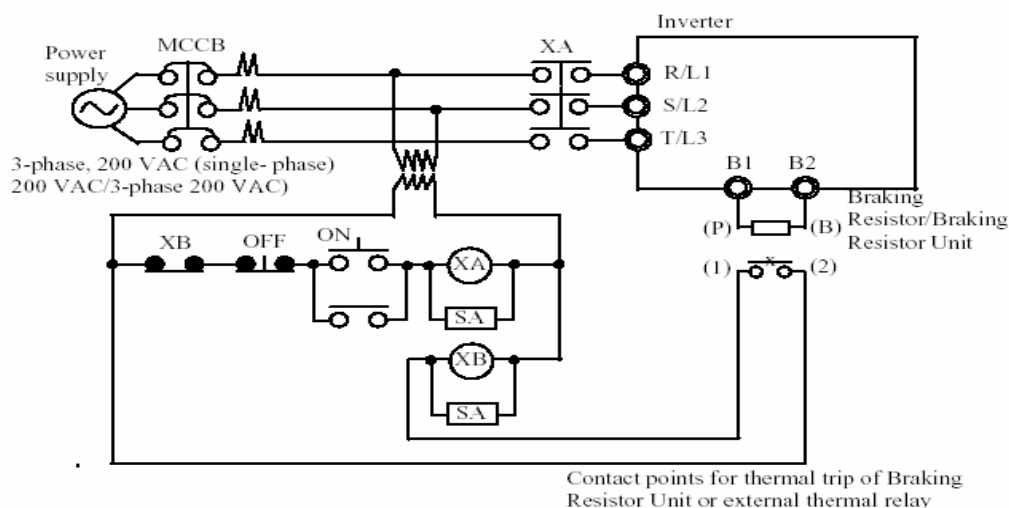 Inverter
Power
supply
MCCB
XA
R/L1
S/L2
T/L3
3-phase, 200 VAC (single- phase)
200 VAC/3-phase 200 VAC)
B1
B2
Braking
Resistor/Braking
Resistor Unit
(P)
(B)
XB
OFF
ON
XA
(1)
x
(2)
SA
XB
SA
Contact points for thermal trip of Braking
Resistor Unit or external thermal relay